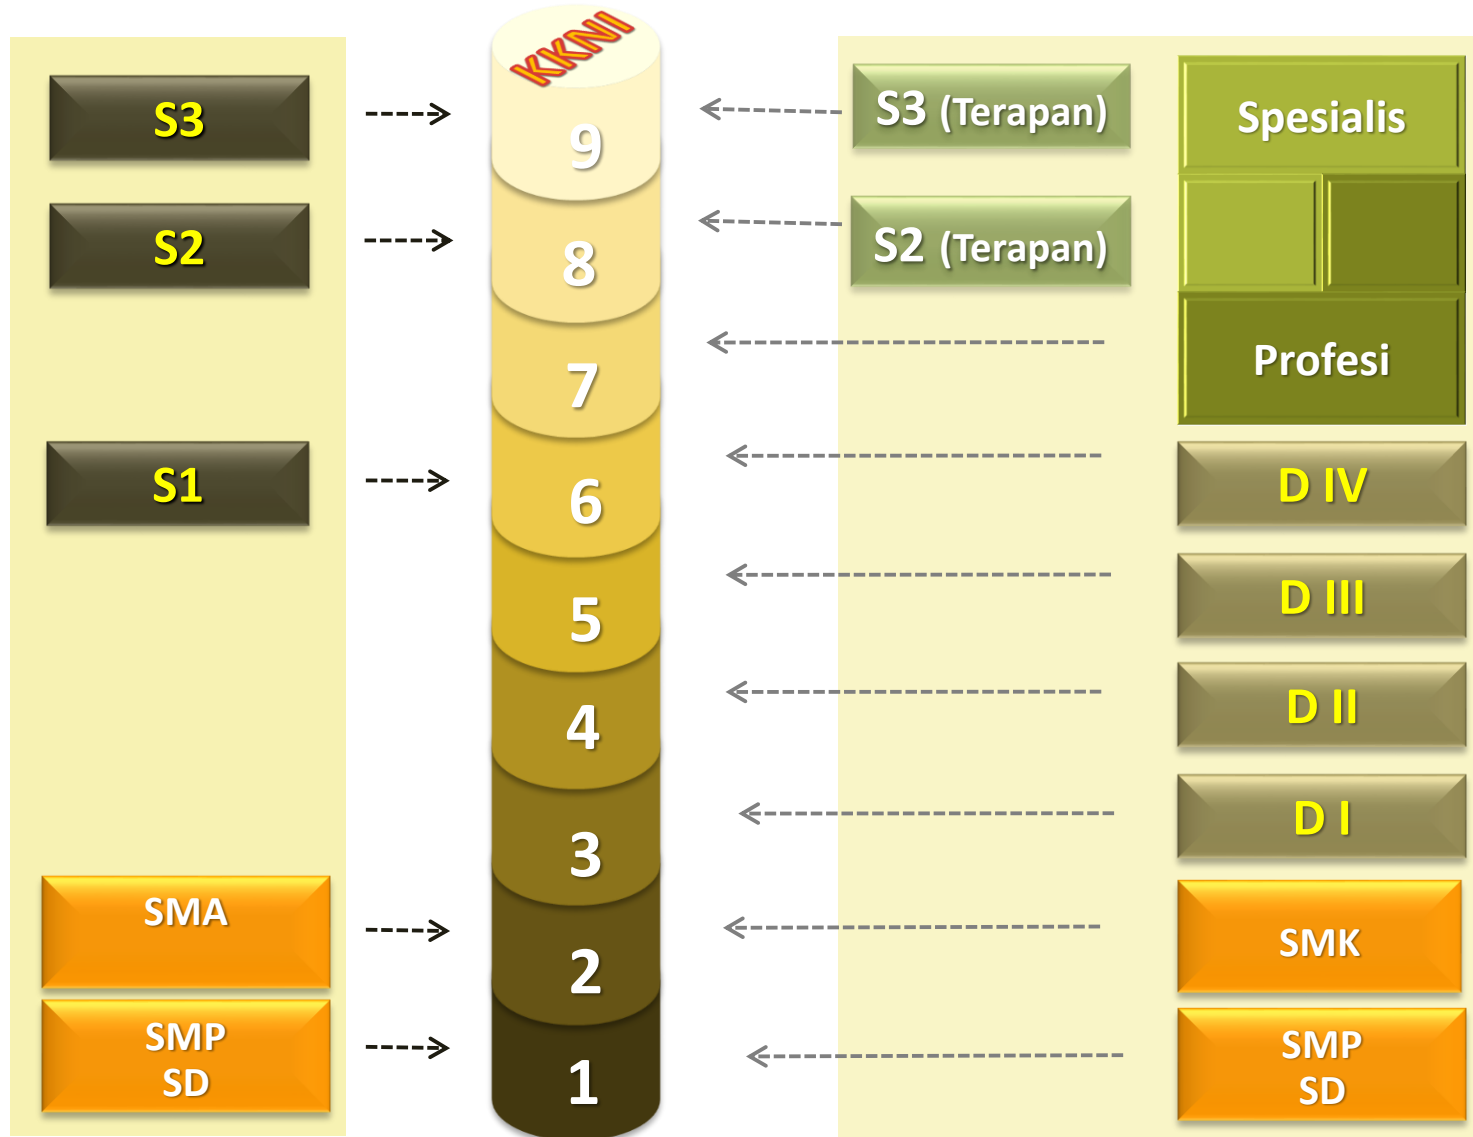 KKNI
S3
S2
S1
SMA
SMP
SD
9
8
7
6
5
4
3
2
1
S3 (Terapan)
S2 (Terapan)
Spesialis
Profesi
D IV
D III
D II
D I
SMK
SMP
SD